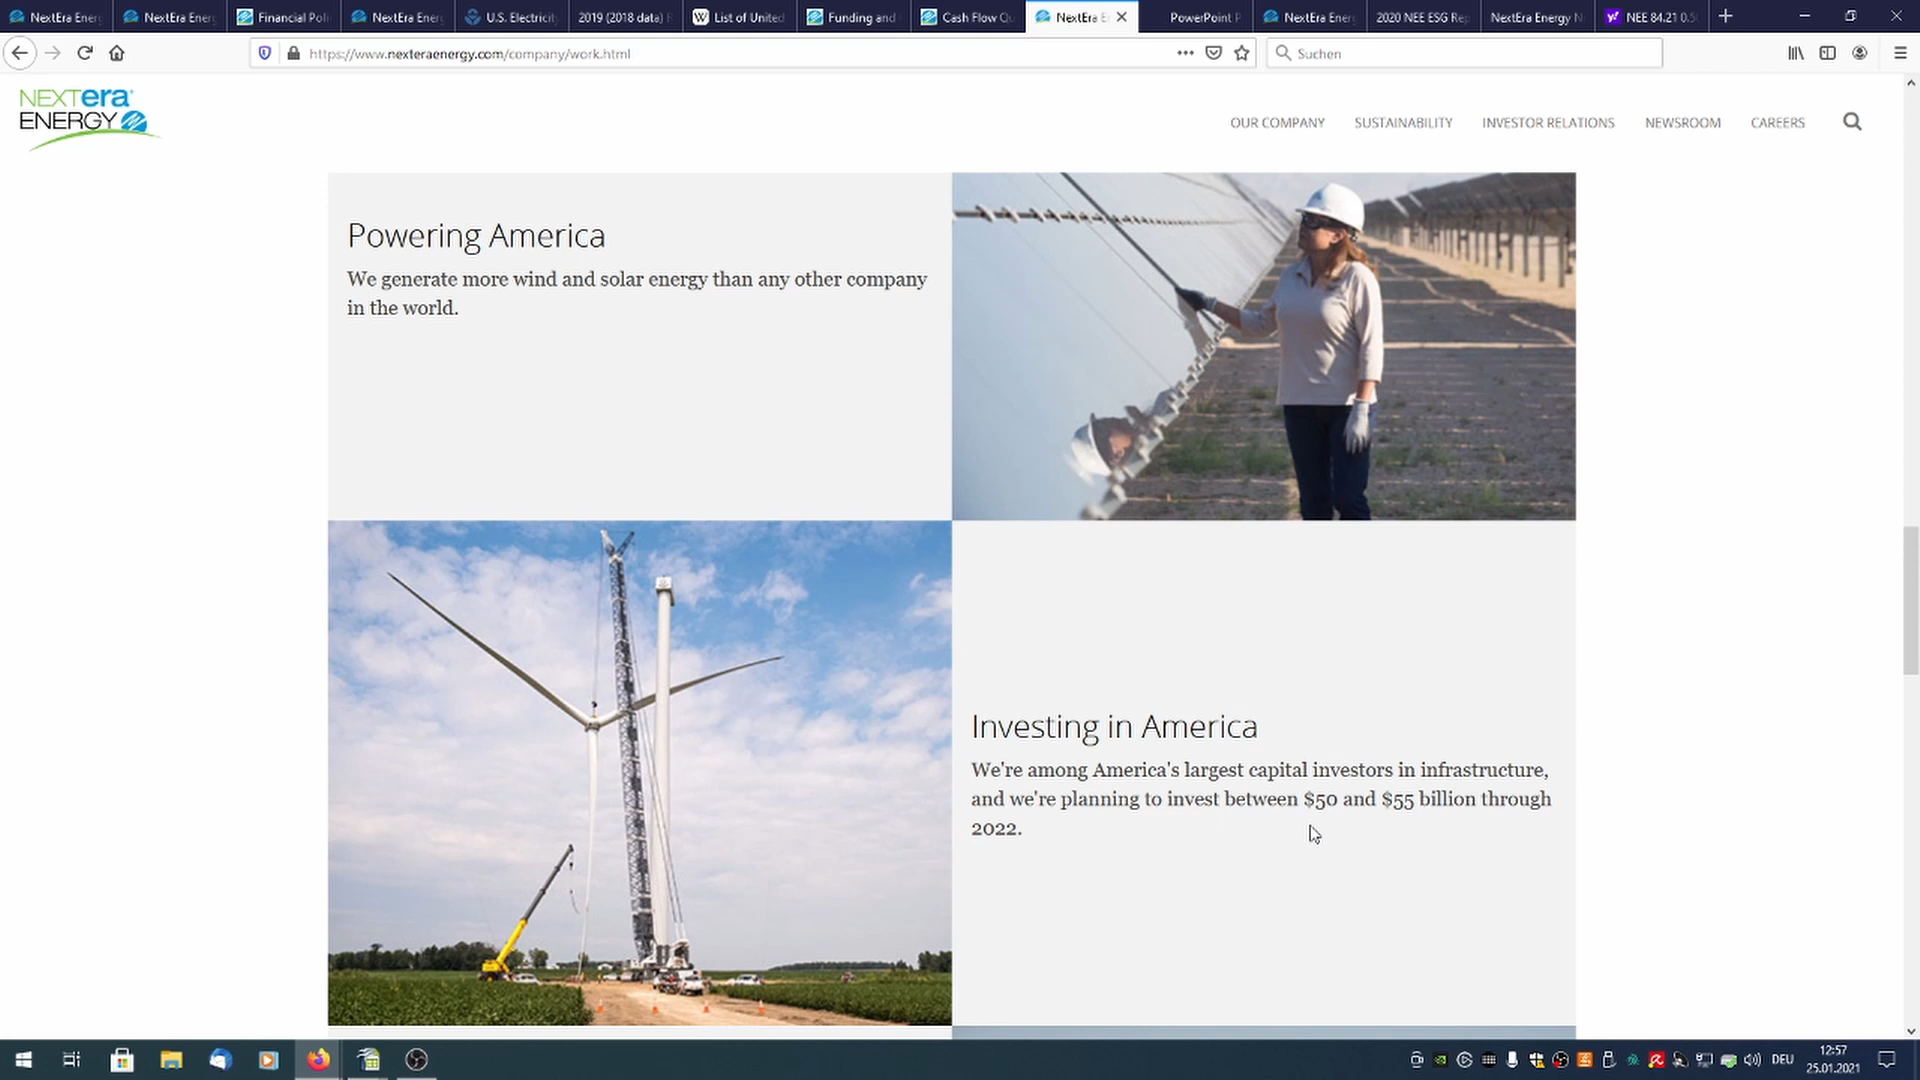 NextEra Energ
NextEra Energ
Financial Poli
NextEra Energ
U.S. Electricity
2019 (2018 data) F
List of United
Funding and
Cash Flow Qu
NextEra E
PowerPoint P
NextEra Energ
2020 NEE ESG Rep
NextEra Energy N
NEE 84.21 0.5
https://www.nexteraenergy.com/company/work.html
Suchen
NEXTera
ENERGY
OUR COMPANY
SUSTAINABILITY
INVESTOR RELATIONS
NEWSROOM
CAREERS
Powering America
We generate more wind and solar energy than any other company
in the world.
Investing in America
We're among America's largest capital investors in infrastructure,
and we're planning to invest between $50 and $55 billion through
2022.
DEU
12:57
25.01.2021